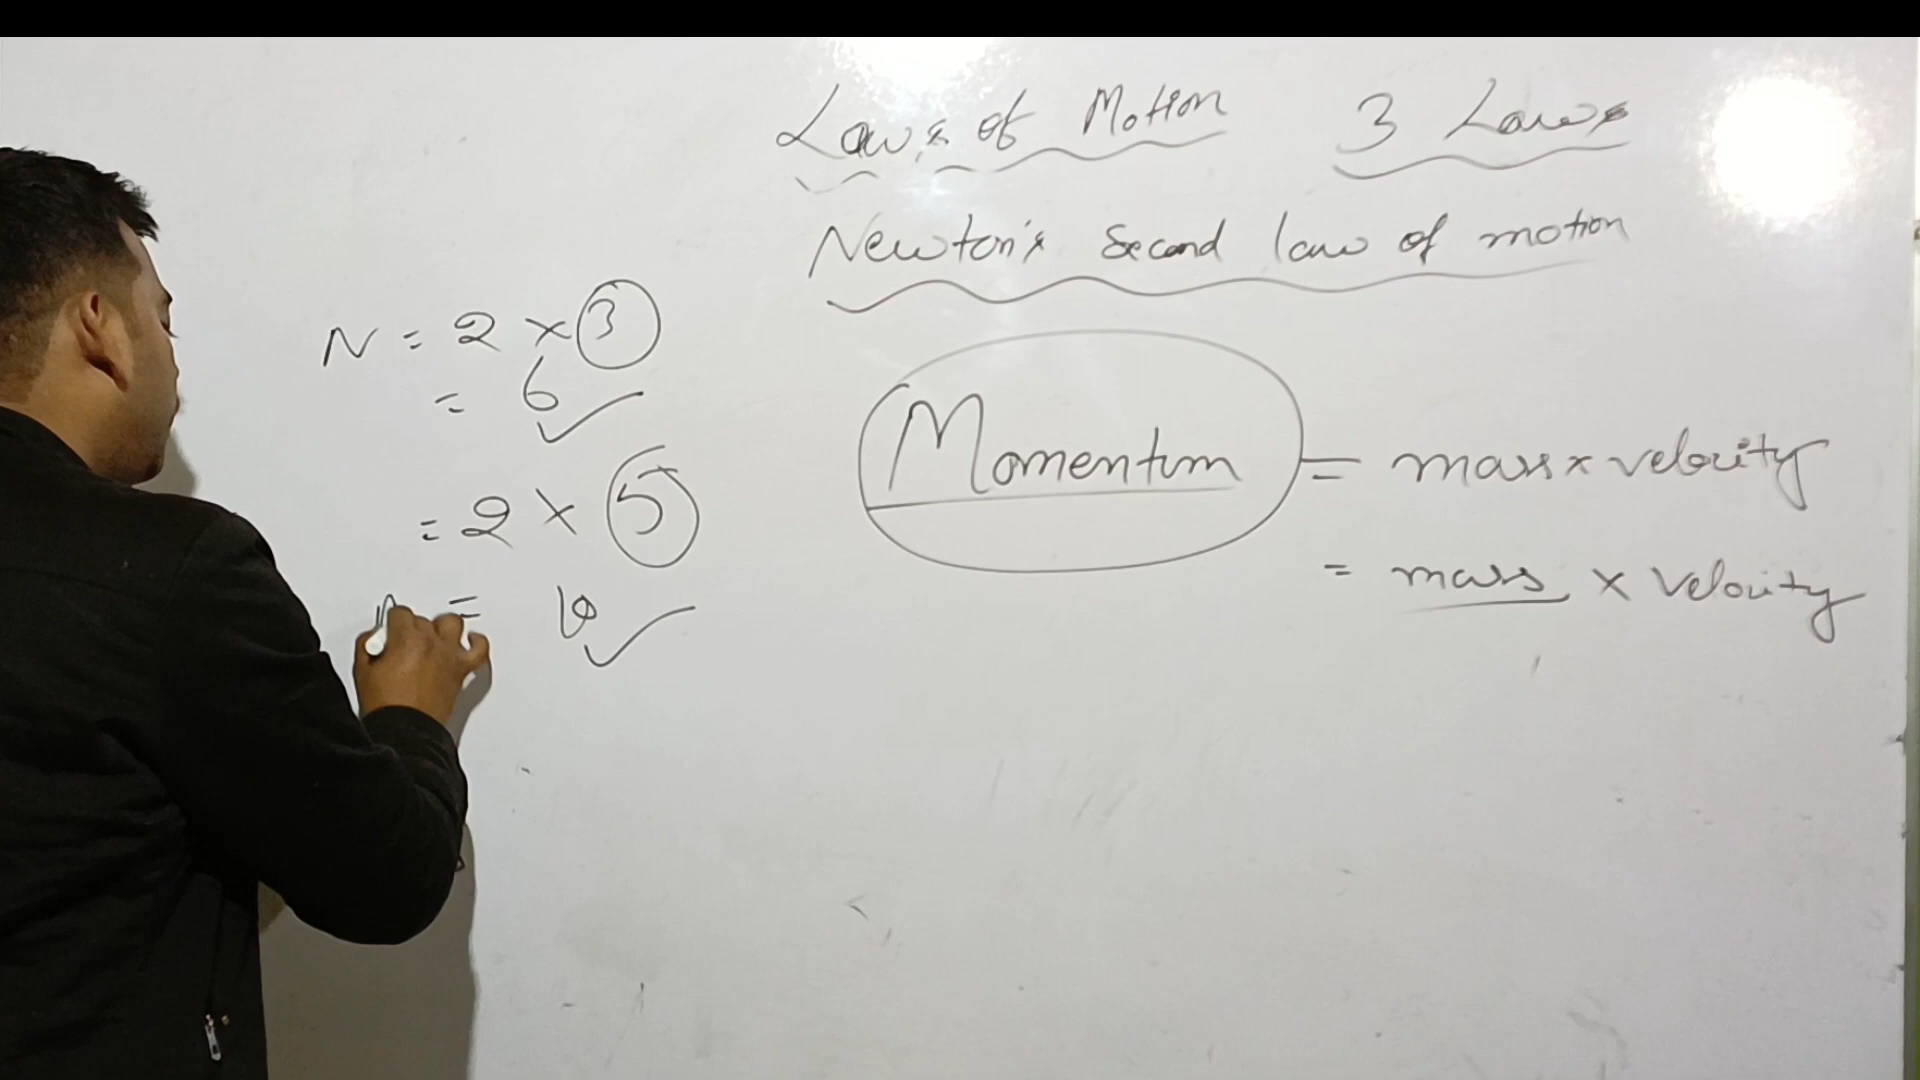 Laws of Motion 3 Laws
Newton's Second law of motion
Momentum = mass x velocity
= mass x velocity
N = 2 x 3
= 6
= 2 x 5
= 10